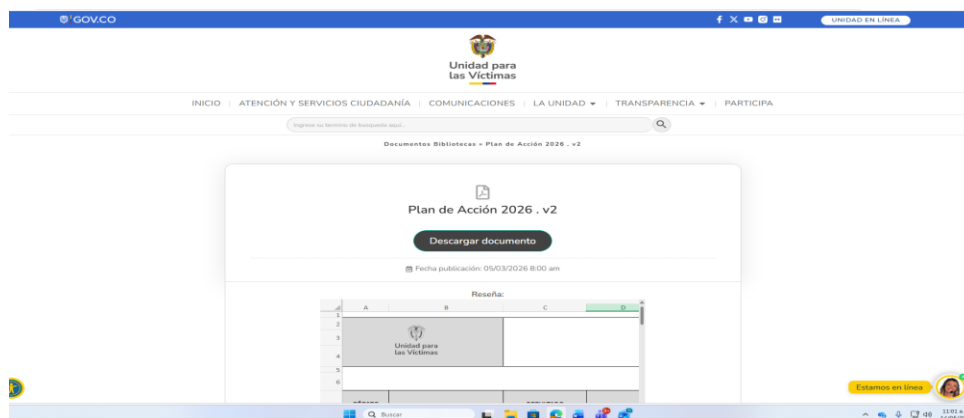 GOV.CO
UNIDAD EN LÍNEA
Unidad para
las Víctimas
INICIO | ATENCIÓN Y SERVICIOS CIUDADANÍA | COMUNICACIONES | LA UNIDAD | TRANSPARENCIA | PARTICIPA
Ingrese su termino de busqueda aquí...
Documentos Bibliotecas » Plan de Acción 2026 . v2
Plan de Acción 2026 . v2
Descargar documento
Fecha publicación: 05/03/2026 8:00 am
Reseña:
A B C D
1
2
3
Unidad para
las Víctimas
4
5
6
Estamos en línea
Buscar